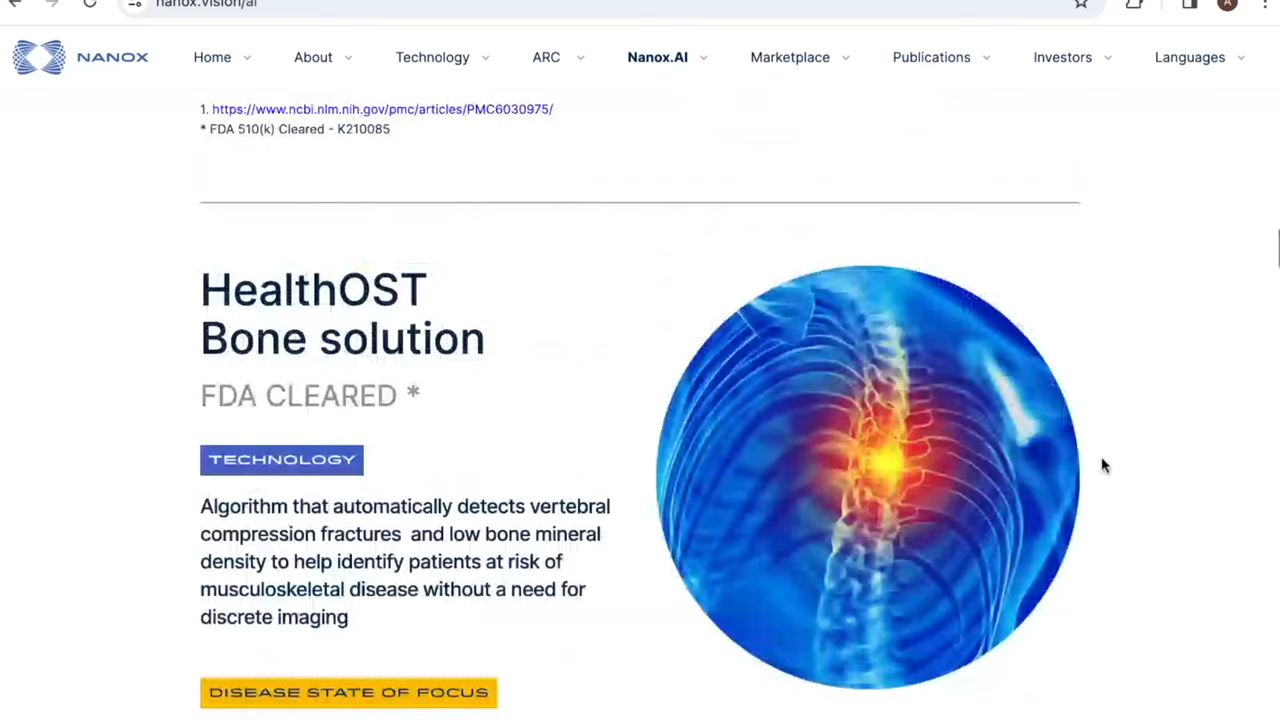 nanox.vision/ai
A
NANOX
Home
About
Technology
ARC
Nanox.AI
Marketplace
Publications
Investors
Languages
1. https://www.ncbi.nlm.nih.gov/pmc/articles/PMC6030975/
* FDA 510(k) Cleared - K210085
HealthOST
Bone solution
FDA CLEARED *
TECHNOLOGY
Algorithm that automatically detects vertebral
compression fractures and low bone mineral
density to help identify patients at risk of
musculoskeletal disease without a need for
discrete imaging
DISEASE STATE OF FOCUS